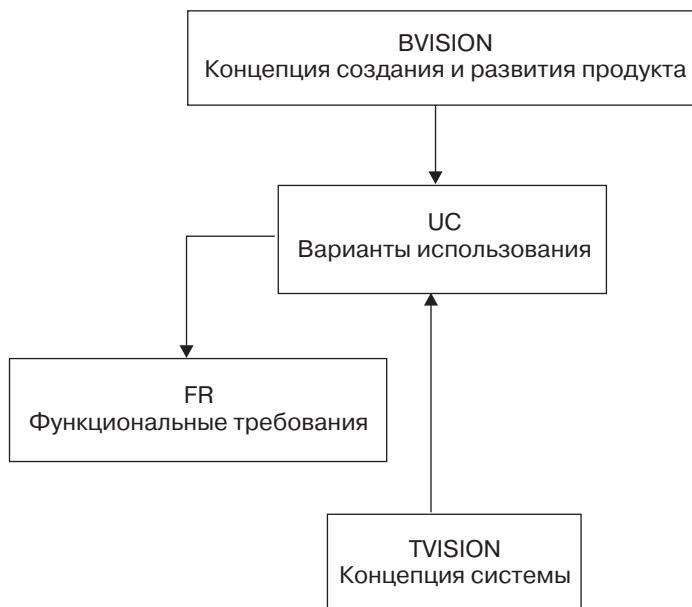 BVISION
Концепция создания и развития продукта
UC
Варианты использования
FR
Функциональные требования
TVISION
Концепция системы